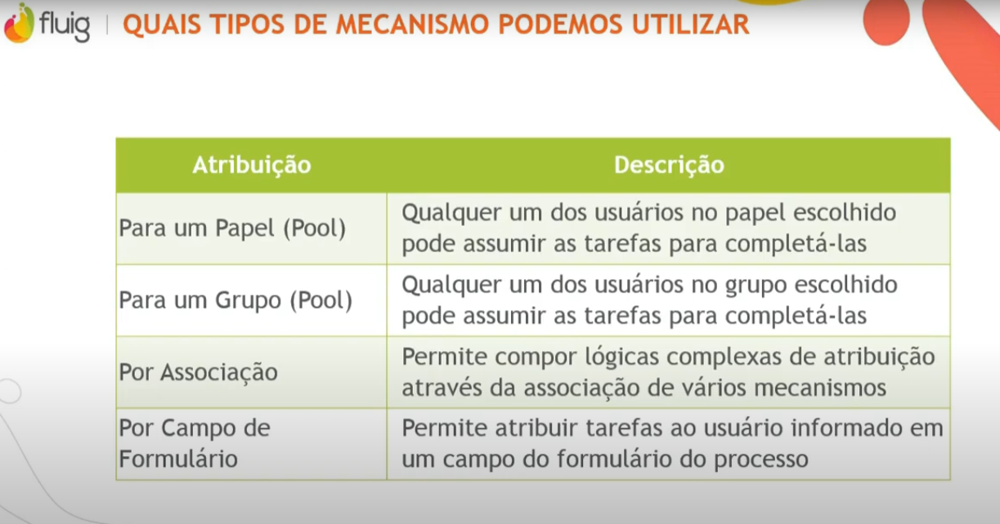 fluig | QUAIS TIPOS DE MECANISMO PODEMOS UTILIZAR
Atribuição Descrição
Para um Papel (Pool)
Qualquer um dos usuários no papel escolhido
pode assumir as tarefas para completá-las
Para um Grupo (Pool)
Qualquer um dos usuários no grupo escolhido
pode assumir as tarefas para completá-las
Por Associação
Permite compor lógicas complexas de atribuição
através da associação de vários mecanismos
Por Campo de
Formulário
Permite atribuir tarefas ao usuário informado em
um campo do formulário do processo